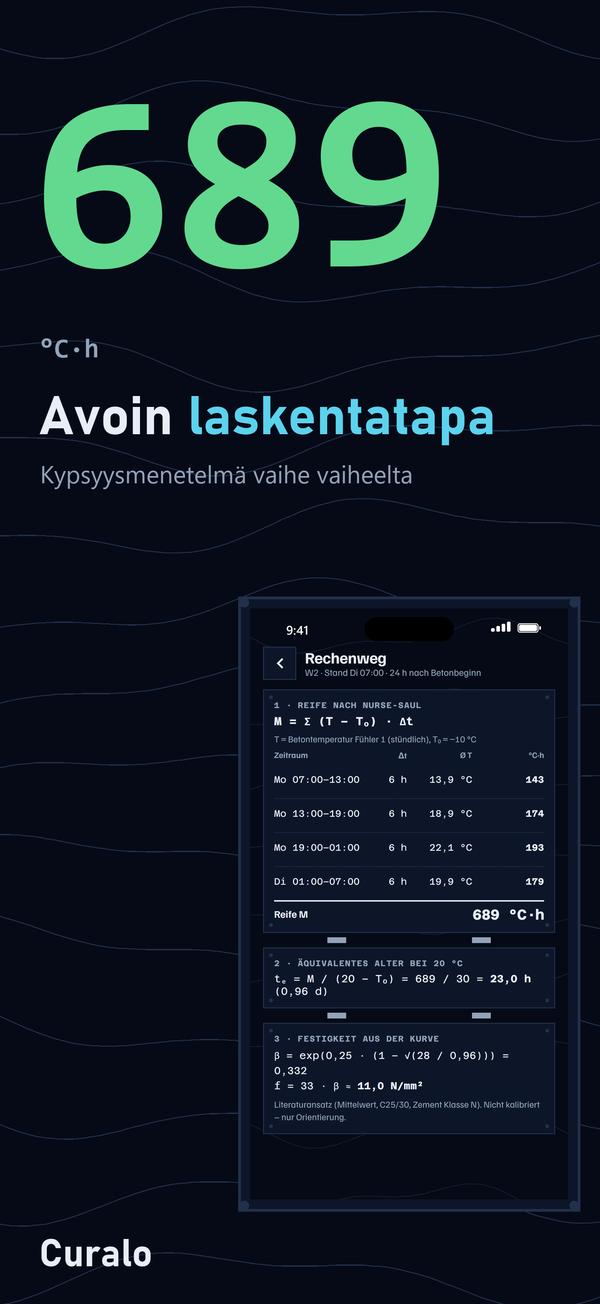 689
°C·h
Avoin laskentatapa
Kypsyysmenetelmä vaihe vaiheelta
9:41
Rechenweg
W2 · Stand Di 07:00 · 24 h nach Betonbeginn
1 · REIFE NACH NURSE-SAUL
M = Σ (T − T₀) · Δt
T = Betontemperatur Fühler 1 (stündlich), T₀ = −10 °C
Zeitraum Δt Ø T °C·h
Mo 07:00–13:00 6 h 13,9 °C 143
Mo 13:00–19:00 6 h 18,9 °C 174
Mo 19:00–01:00 6 h 22,1 °C 193
Di 01:00–07:00 6 h 19,9 °C 179
Reife M 689 °C·h
2 · ÄQUIVALENTES ALTER BEI 20 °C
tₑ = M / (20 − T₀) = 689 / 30 = 23,0 h
(0,96 d)
3 · FESTIGKEIT AUS DER KURVE
β = exp(0,25 · (1 − √(28 / 0,96))) =
0,332
f = 33 · β ≈ 11,0 N/mm²
Literaturansatz (Mittelwert, C25/30, Zement Klasse N). Nicht kalibriert
– nur Orientierung.
Curalo